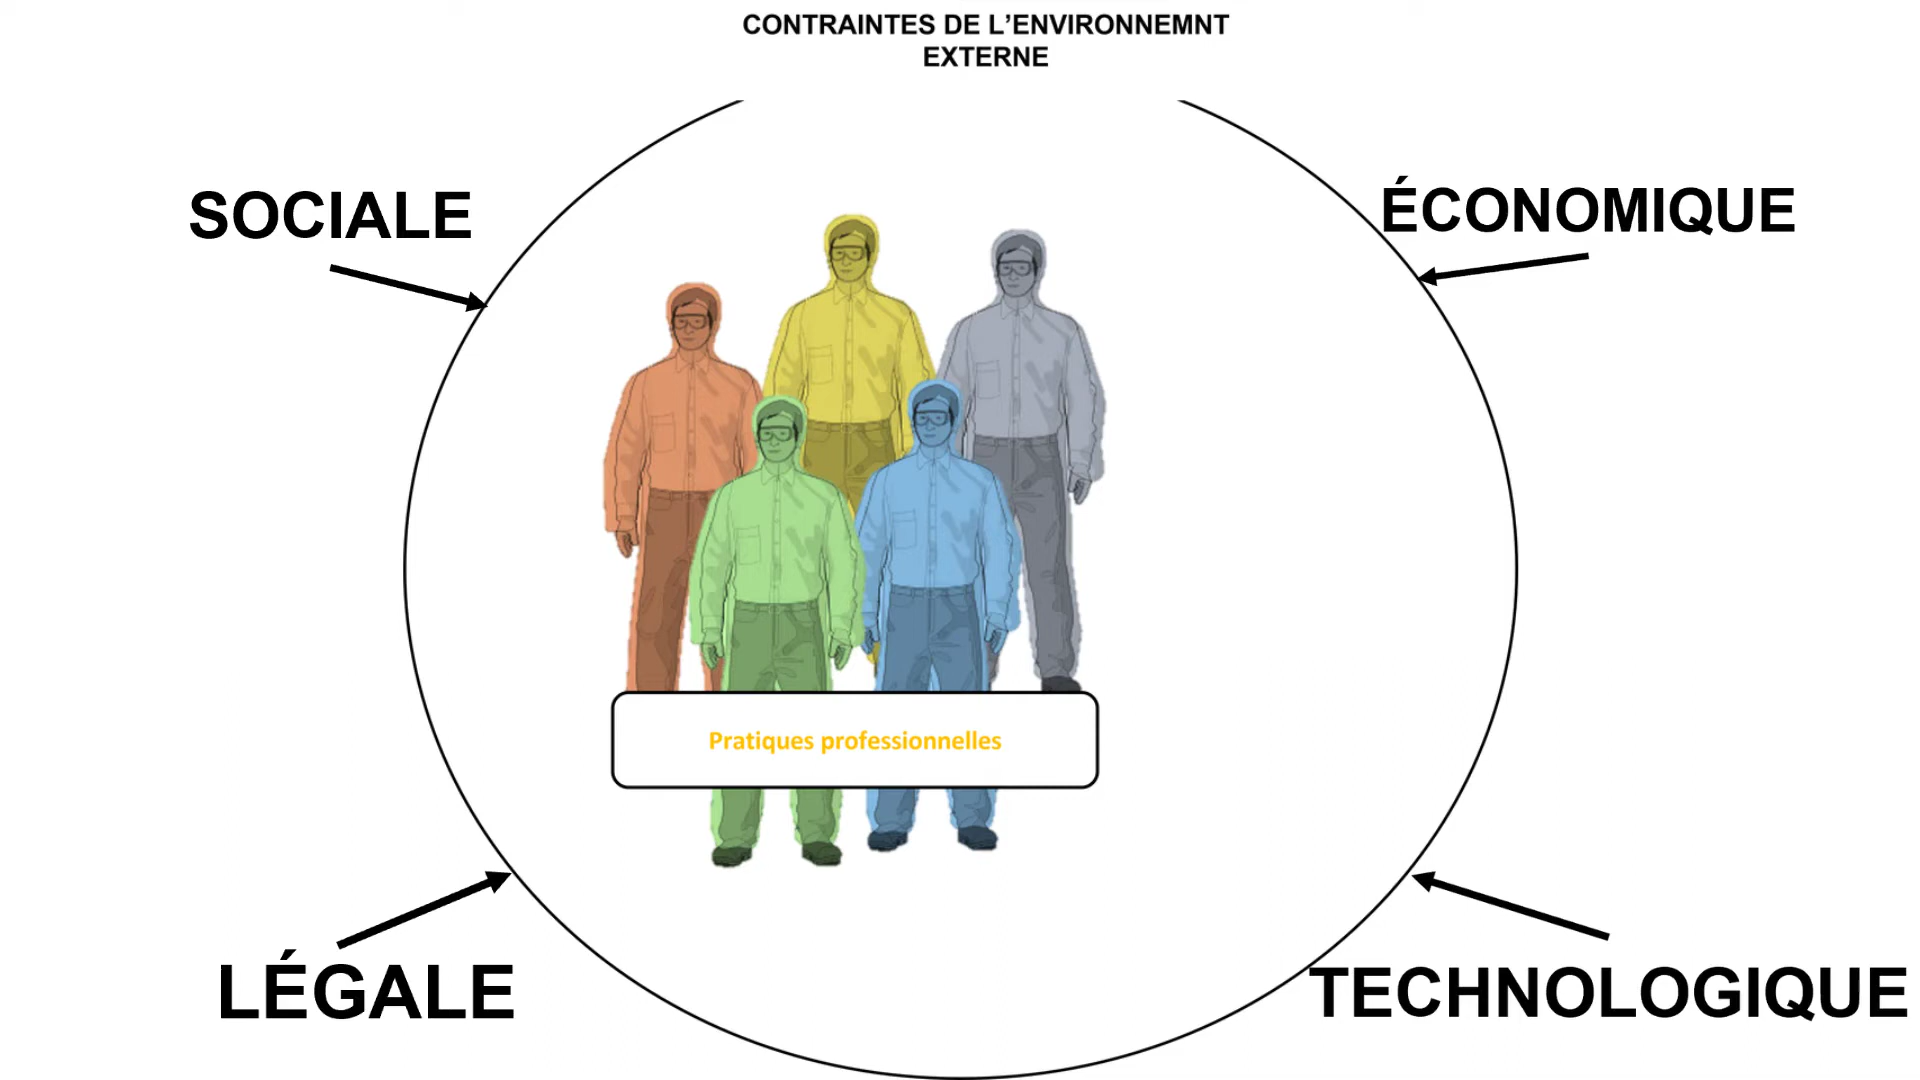 CONTRAINTES DE L’ENVIRONNEMNT
EXTERNE
SOCIALE
ÉCONOMIQUE
Pratiques professionnelles
LÉGALE
TECHNOLOGIQUE